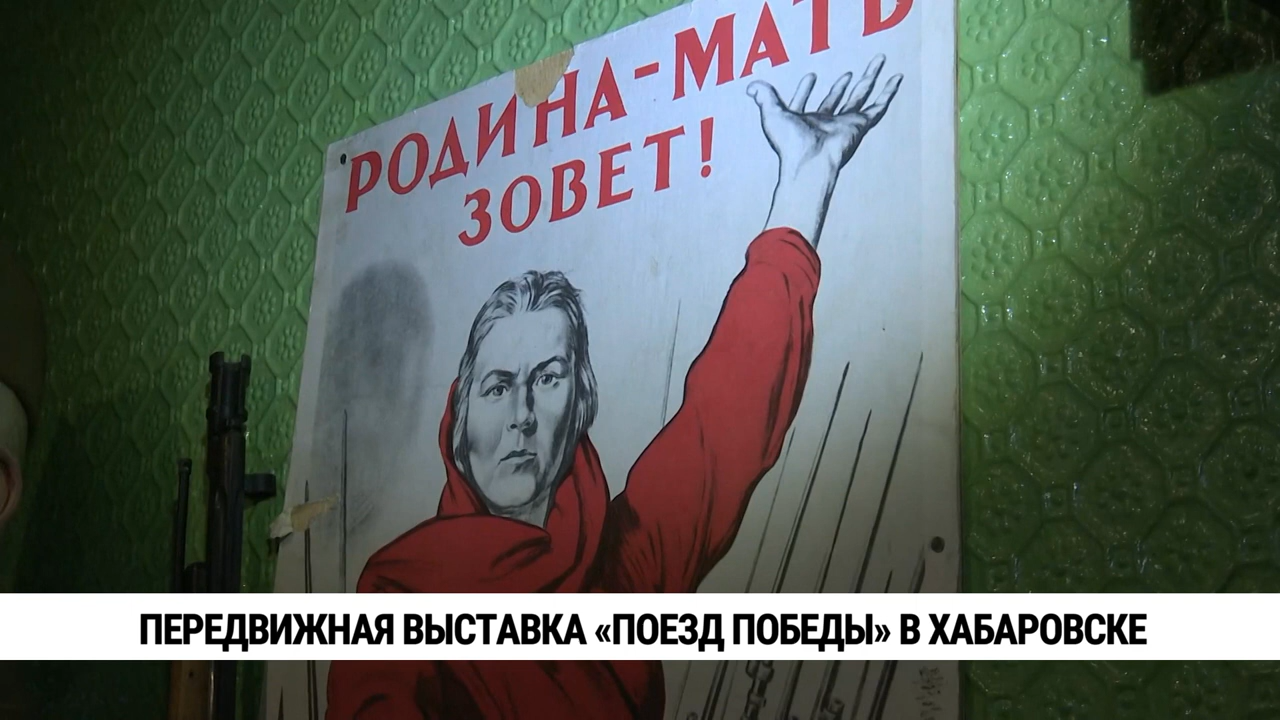 РОДИНА-МАТЬ
ЗОВЕТ!
ПЕРЕДВИЖНАЯ ВЫСТАВКА «ПОЕЗД ПОБЕДЫ» В ХАБАРОВСКЕ